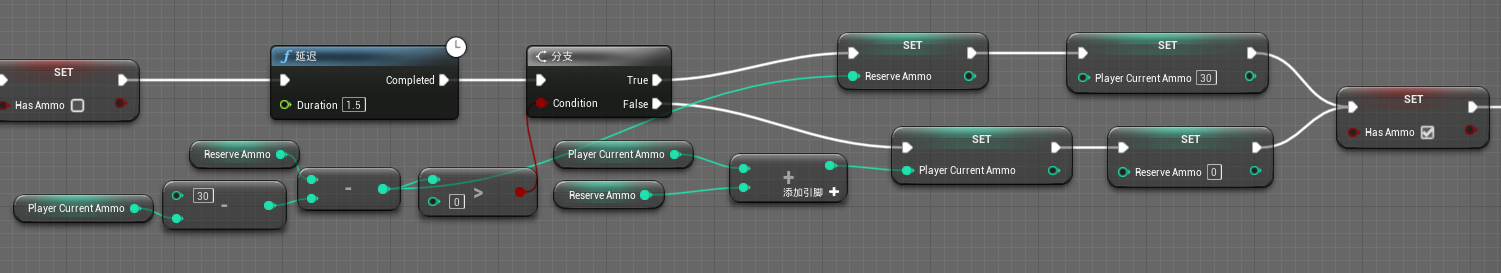 SET
Has Ammo
延迟
Completed
Duration 1.5
分支
True
Condition
False
SET
Reserve Ammo
SET
Player Current Ammo 30
SET
Has Ammo
Reserve Ammo
Player Current Ammo
30
-
-
>
0
Player Current Ammo
Reserve Ammo
+
添加引脚 +
SET
Player Current Ammo
SET
Reserve Ammo 0